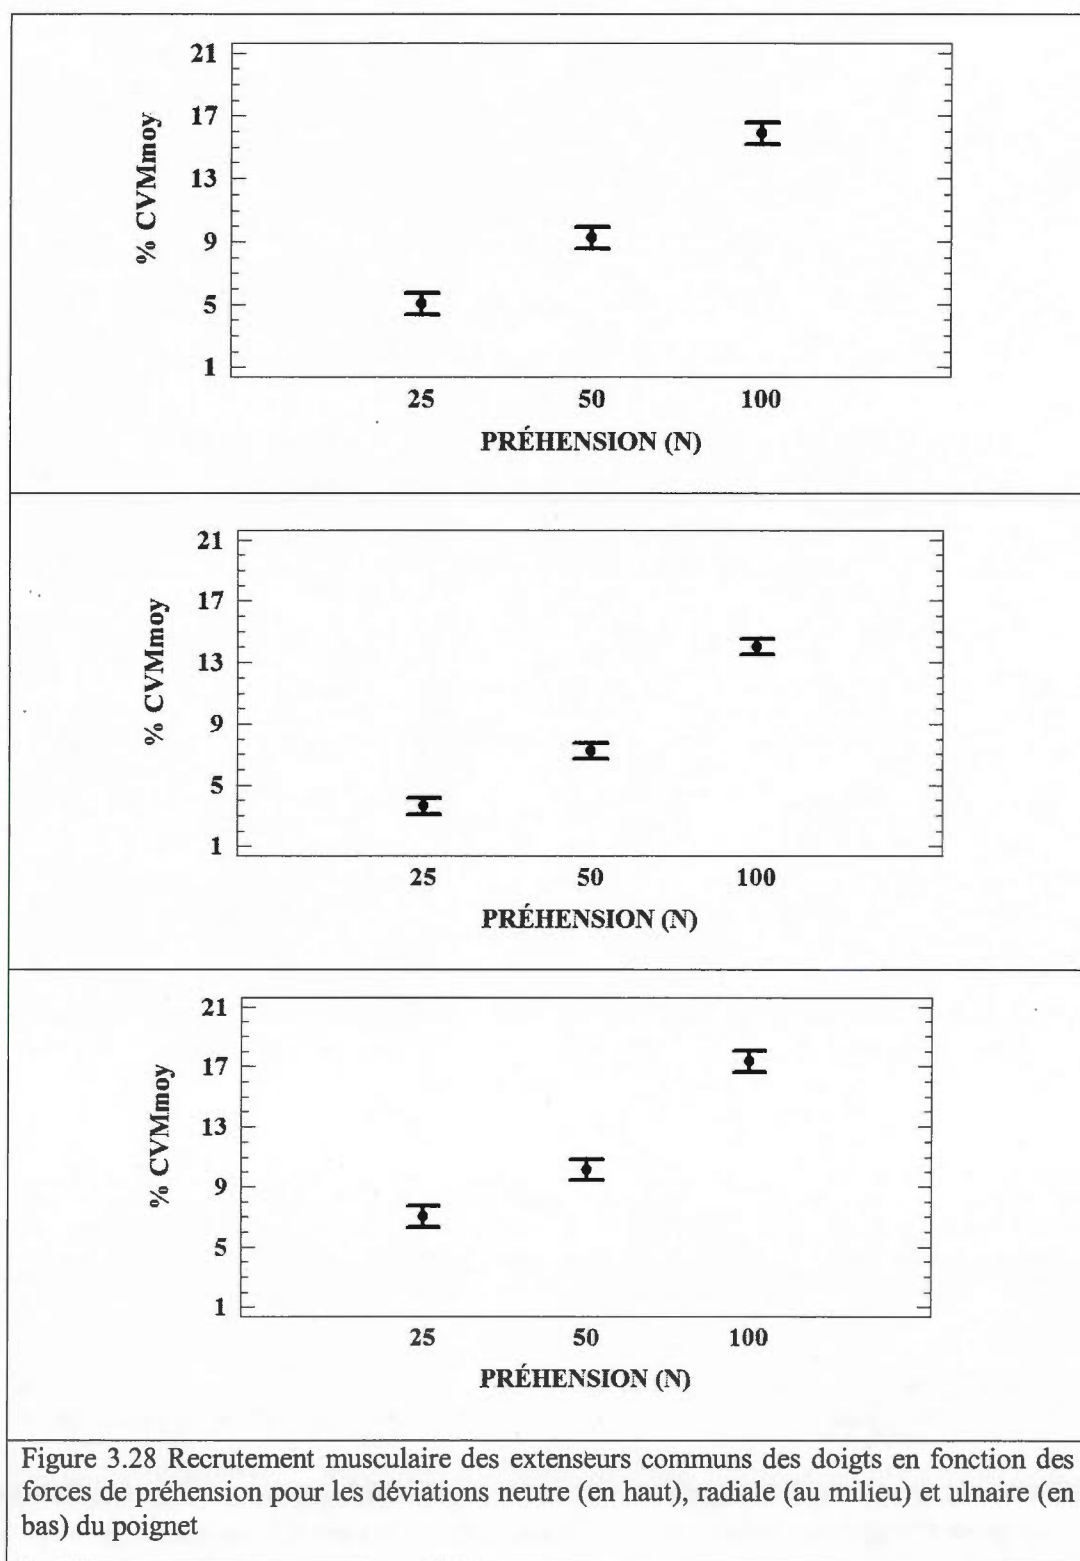 21
17
13
9
5
1
% CVMmoy
25 50 100
PRÉHENSION (N)
21
17
13
9
5
1
% CVMmoy
25 50 100
PRÉHENSION (N)
21
17
13
9
5
1
% CVMmoy
25 50 100
PRÉHENSION (N)
Figure 3.28 Recrutement musculaire des extenseurs communs des doigts en fonction des
forces de préhension pour les déviations neutre (en haut), radiale (au milieu) et ulnaire (en
bas) du poignet